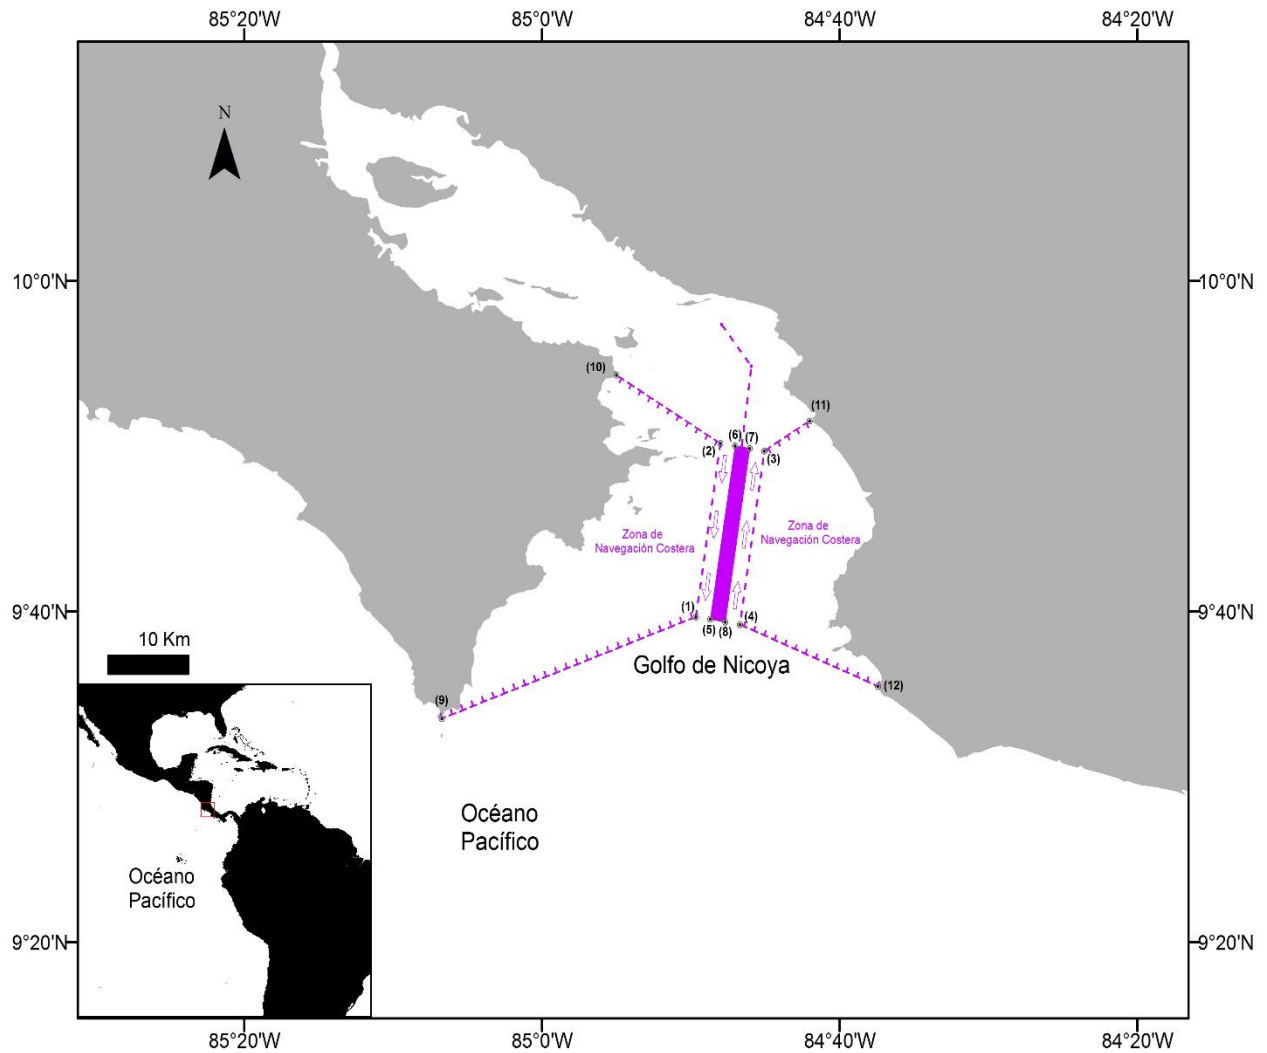 85°20'W 85°0'W 84°40'W 84°20'W
N
10°0'N 10°0'N
(10)
(11)
(6)
(7)
(2) (3)
Zona de
Navegación Costera
Zona de
Navegación Costera
9°40'N 9°40'N
(1) (4)
(5) (8)
10 Km
Golfo de Nicoya
(12)
(9)
Océano
Pacífico
Océano
Pacífico
9°20'N 9°20'N
85°20'W 85°0'W 84°40'W 84°20'W